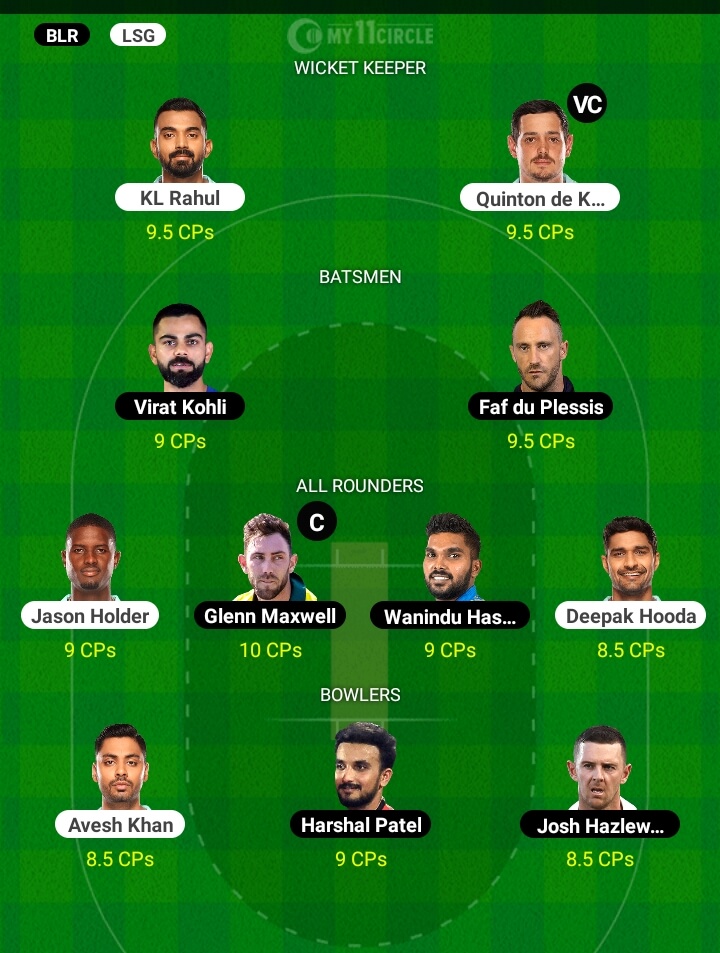 BLR LSG MY11CIRCLE
WICKET KEEPER
VC
KL Rahul Quinton de K...
9.5 CPs 9.5 CPs
BATSMEN
Virat Kohli Faf du Plessis
9 CPs 9.5 CPs
ALL ROUNDERS
C
Jason Holder Glenn Maxwell Wanindu Has... Deepak Hooda
9 CPs 10 CPs 9 CPs 8.5 CPs
BOWLERS
Avesh Khan Harshal Patel Josh Hazlew...
8.5 CPs 9 CPs 8.5 CPs